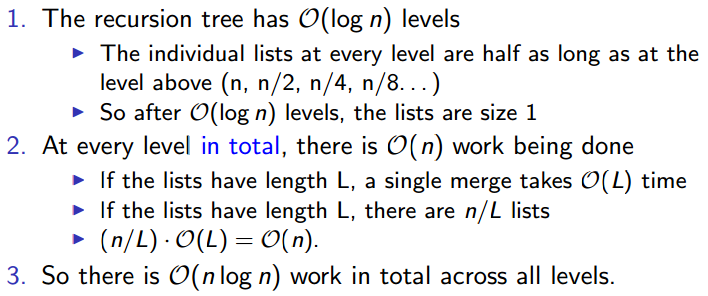 1. The recursion tree has O(log n) levels
▶ The individual lists at every level are half as long as at the
level above (n, n/2, n/4, n/8...)
▶ So after O(log n) levels, the lists are size 1
2. At every level in total, there is O(n) work being done
▶ If the lists have length L, a single merge takes O(L) time
▶ If the lists have length L, there are n/L lists
▶ (n/L) · O(L) = O(n).
3. So there is O(n log n) work in total across all levels.